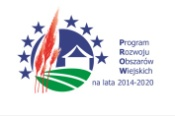 Program
Rozwoju
Obszarów
Wiejskich
na lata 2014-2020